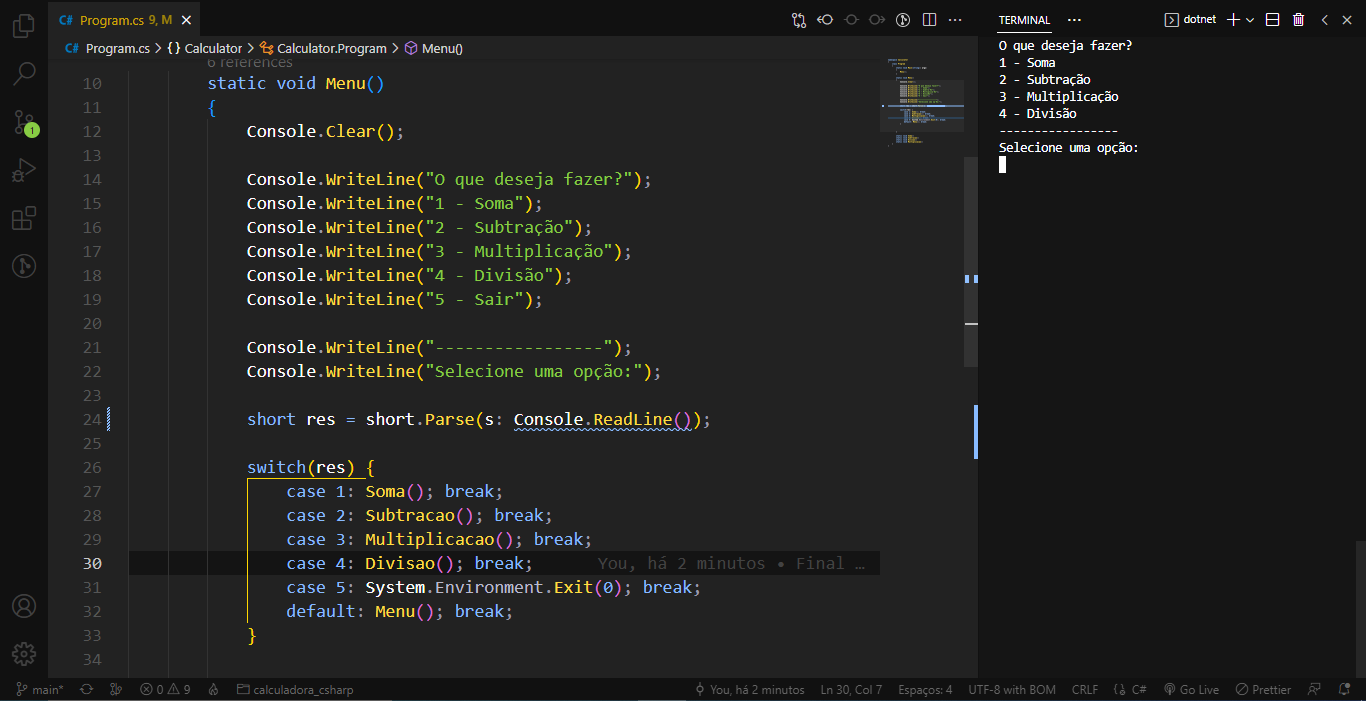 C# Program.cs 9, M
C# Program.cs > {} Calculator > Calculator.Program > Menu()
6 references
10 static void Menu()
11 {
12 Console.Clear();
13
14 Console.WriteLine("O que deseja fazer?");
15 Console.WriteLine("1 - Soma");
16 Console.WriteLine("2 - Subtração");
17 Console.WriteLine("3 - Multiplicação");
18 Console.WriteLine("4 - Divisão");
19 Console.WriteLine("5 - Sair");
20
21 Console.WriteLine("-----------------");
22 Console.WriteLine("Selecione uma opção:");
23
24 short res = short.Parse(s: Console.ReadLine());
25
26 switch(res) {
27 case 1: Soma(); break;
28 case 2: Subtracao(); break;
29 case 3: Multiplicacao(); break;
30 case 4: Divisao(); break; You, há 2 minutos • Final …
31 case 5: System.Environment.Exit(0); break;
32 default: Menu(); break;
33 }
34
TERMINAL ··· dotnet
O que deseja fazer?
1 - Soma
2 - Subtração
3 - Multiplicação
4 - Divisão
-----------------
Selecione uma opção:
1
main* 0 9 calculadora_csharp You, há 2 minutos Ln 30, Col 7 Espaços: 4 UTF-8 with BOM CRLF {} C# Go Live Prettier